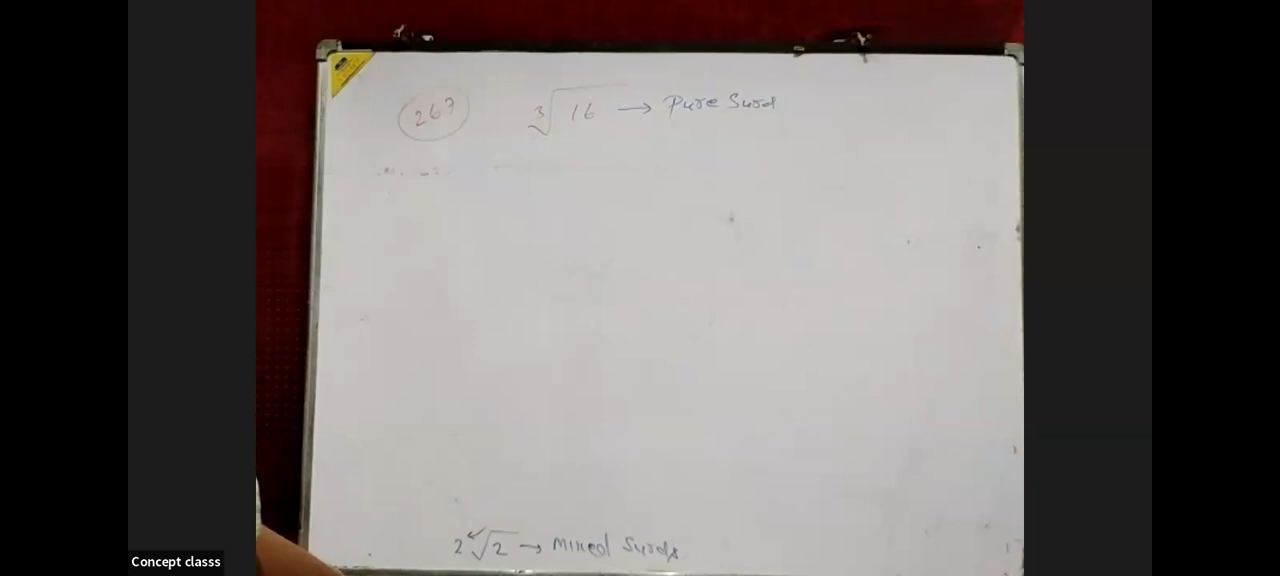 267 ∛16 → Pure Surd
2 √2 → Mixed Surds
Concept classs